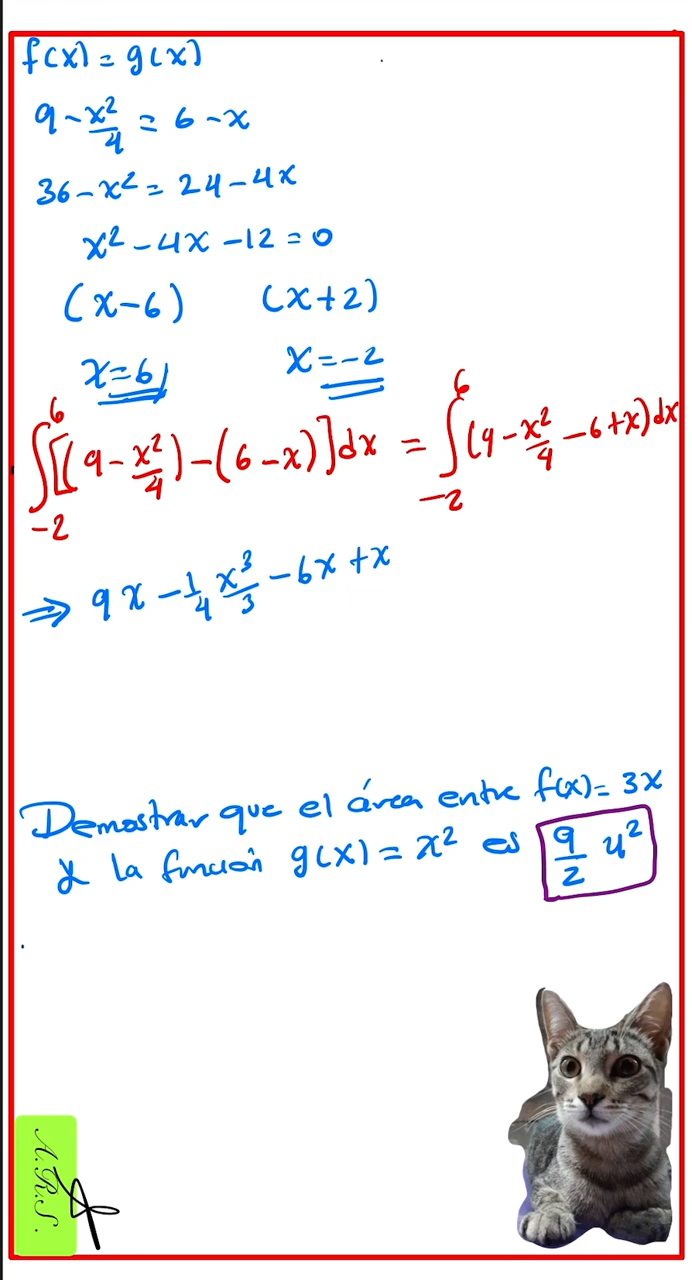 f(x) = g(x)
9 - x²/4 = 6 - x
36 - x² = 24 - 4x
x² - 4x - 12 = 0
(x-6) (x+2)
x=6 x=-2
∫₋₂⁶ [(9 - x²/4) - (6 - x)] dx = ∫₋₂⁶ (9 - x²/4 - 6 + x) dx
⇒ 9x - 1/4 x³/3 - 6x + x
Demostrar que el área entre f(x) = 3x
y la función g(x) = x² es 9/2 u²
A.R.S.